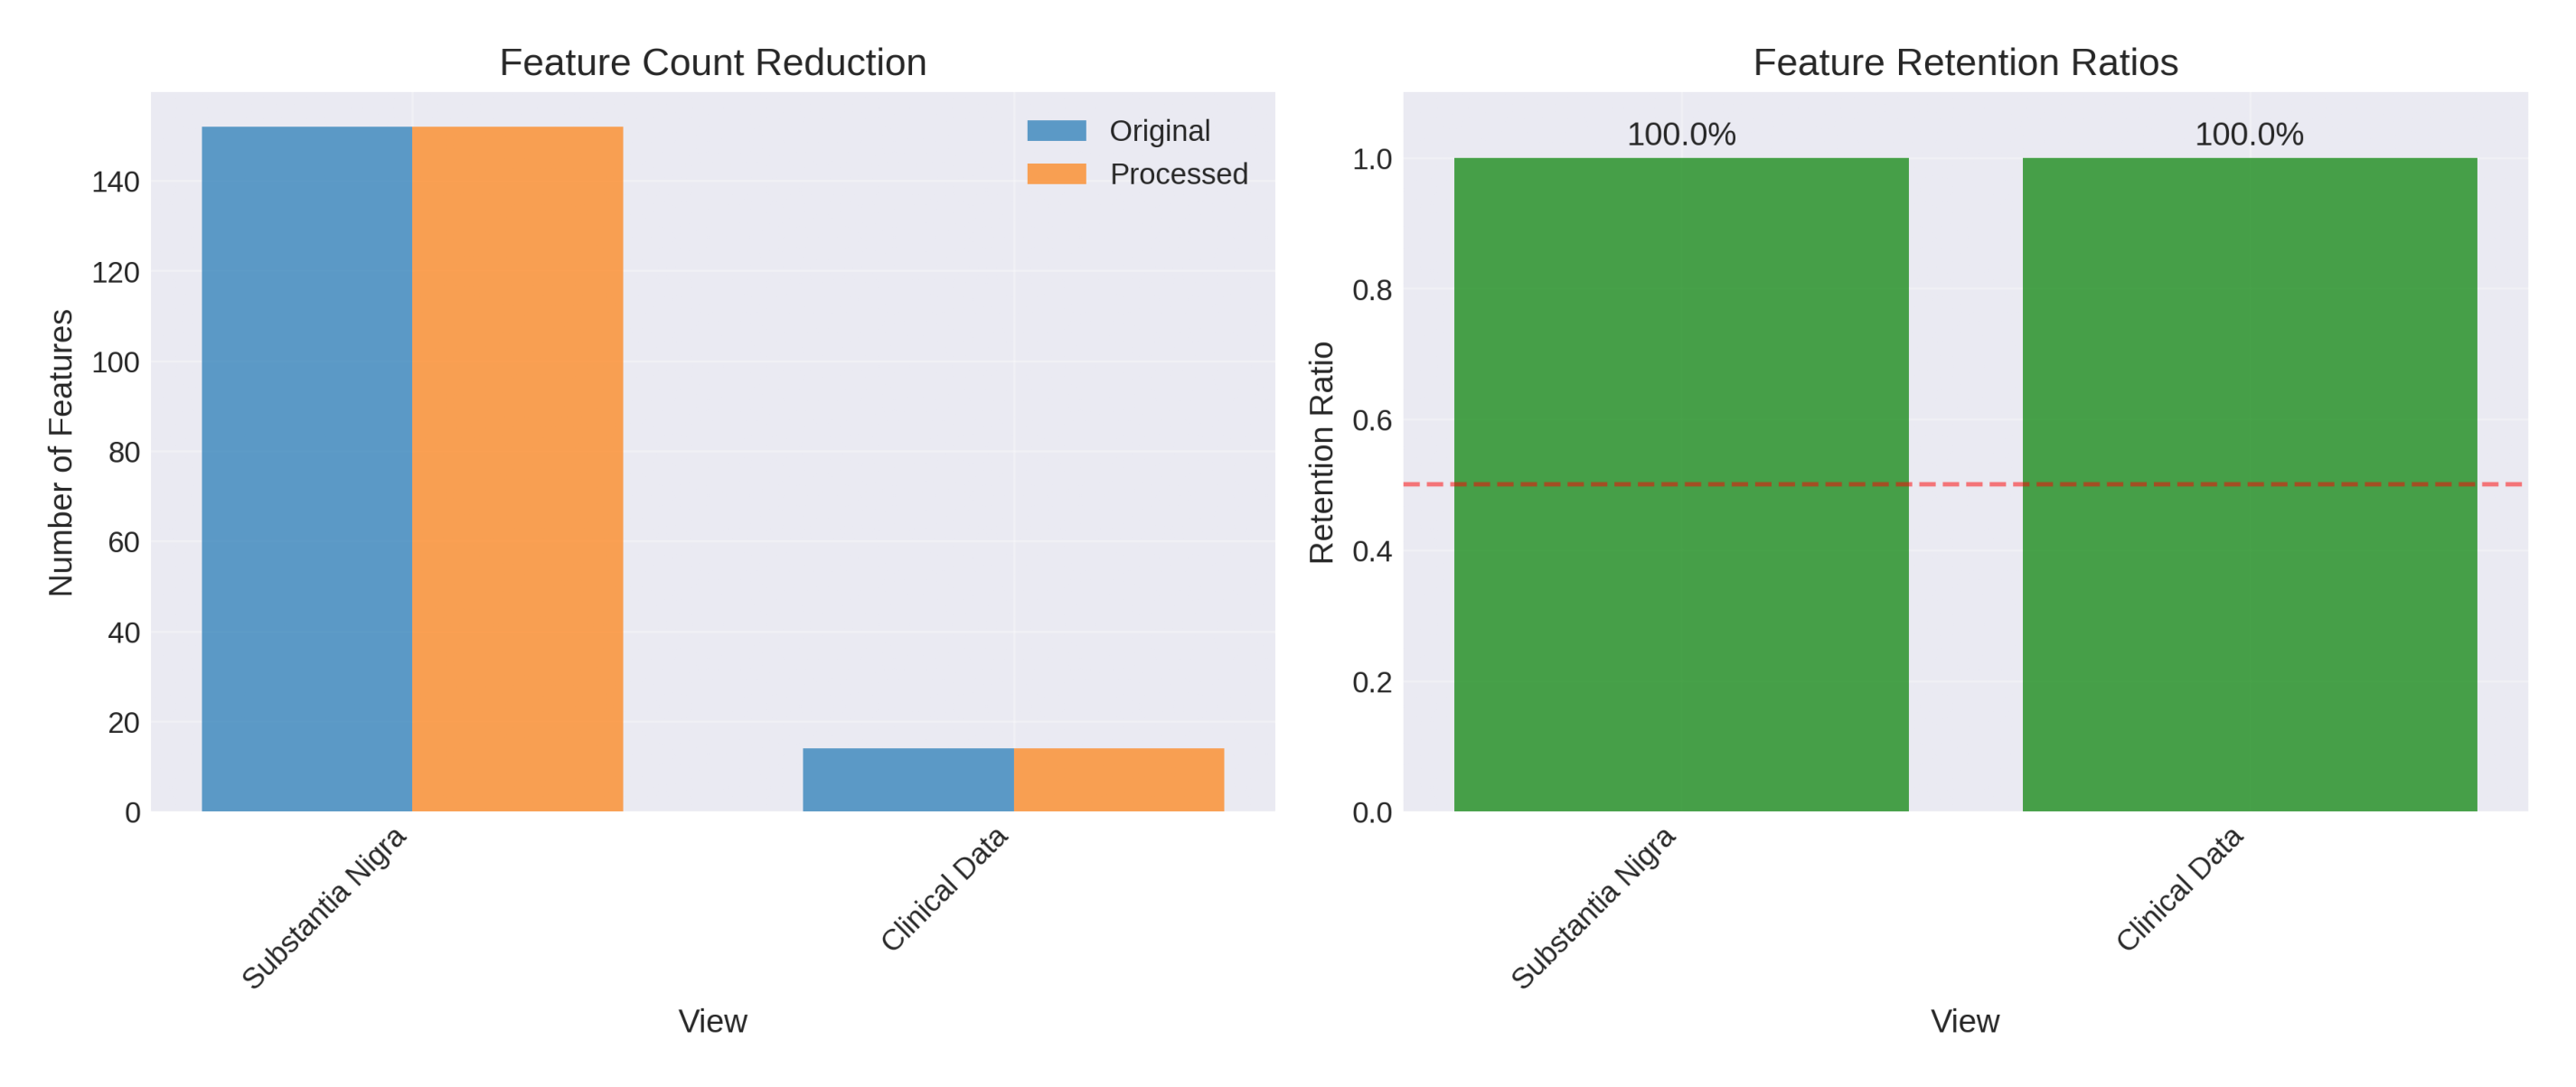 Feature Count Reduction
Number of Features
140
120
100
80
60
40
20
0
Original
Processed
Substantia Nigra
Clinical Data
View
Feature Retention Ratios
Retention Ratio
1.0
0.8
0.6
0.4
0.2
0.0
100.0%
100.0%
Substantia Nigra
Clinical Data
View